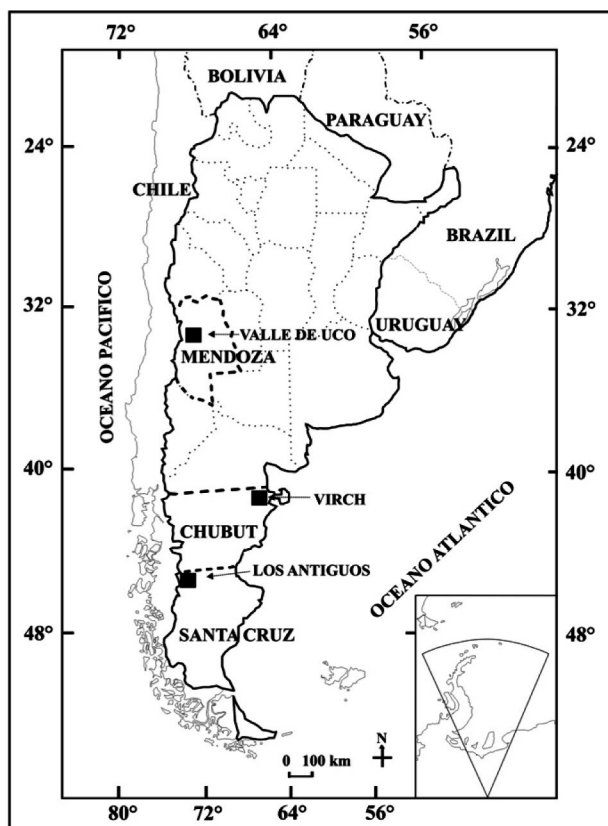 72° 64° 56°
BOLIVIA
PARAGUAY
24° 24°
CHILE
BRAZIL
32° 32°
URUGUAY
VALLE DE UCO
MENDOZA
OCEANO PACIFICO
40° 40°
VIRCH
CHUBUT
OCEANO ATLANTICO
LOS ANTIGUOS
SANTA CRUZ
48° 48°
N
0 100 km
80° 72° 64° 56°